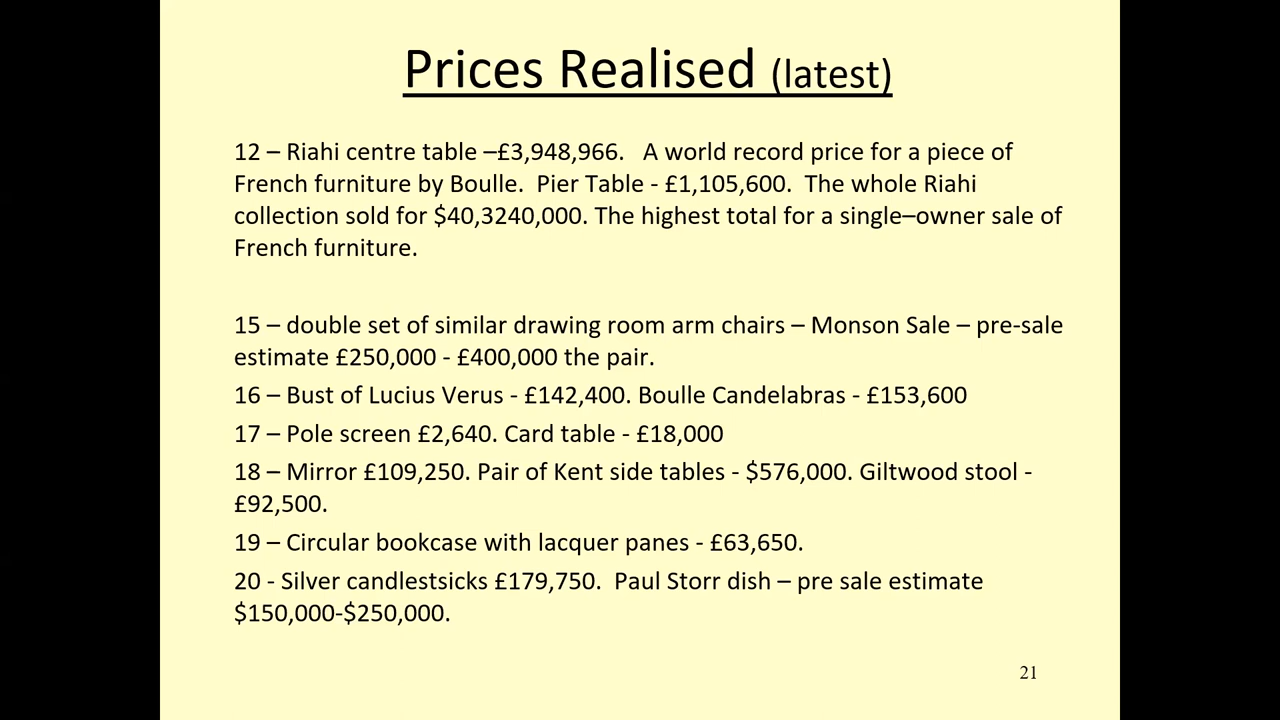 Prices Realised (latest)
12 – Riahi centre table –£3,948,966.   A world record price for a piece of
French furniture by Boulle.  Pier Table - £1,105,600.  The whole Riahi
collection sold for $40,3240,000. The highest total for a single–owner sale of
French furniture.
15 – double set of similar drawing room arm chairs – Monson Sale – pre-sale
estimate £250,000 - £400,000 the pair.
16 – Bust of Lucius Verus - £142,400. Boulle Candelabras - £153,600
17 – Pole screen £2,640. Card table - £18,000
18 – Mirror £109,250. Pair of Kent side tables - $576,000. Giltwood stool -
£92,500.
19 – Circular bookcase with lacquer panes - £63,650.
20 - Silver candlestsicks £179,750.  Paul Storr dish – pre sale estimate
$150,000-$250,000.
21